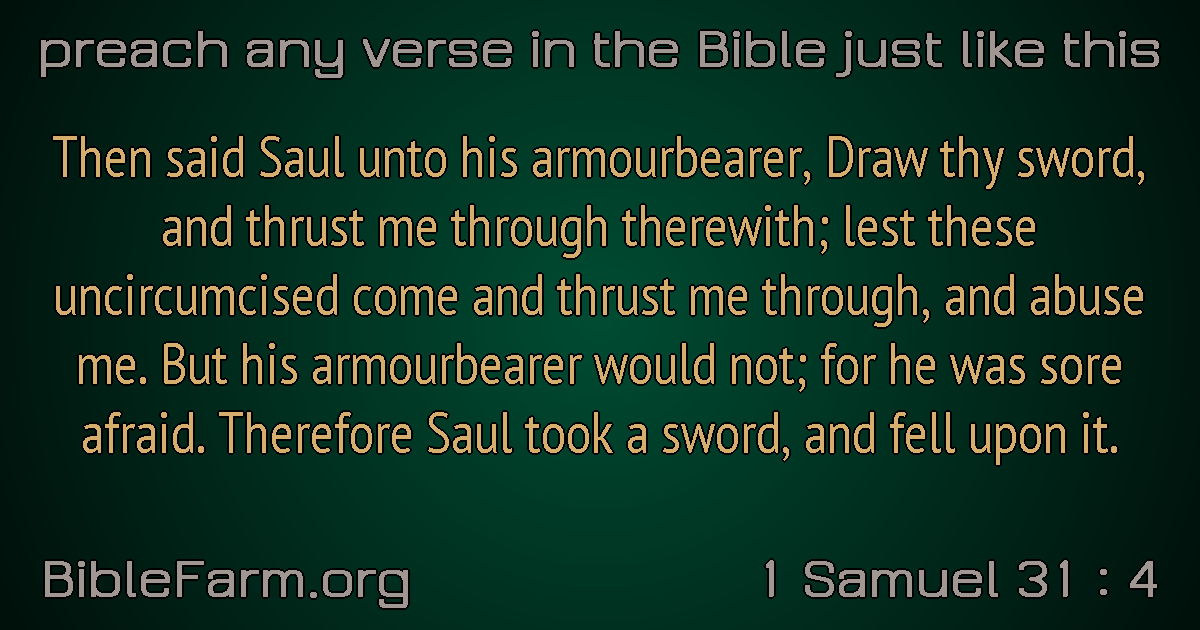 preach any verse in the Bible just like this
Then said Saul unto his armourbearer, Draw thy sword,
and thrust me through therewith; lest these
uncircumcised come and thrust me through, and abuse
me. But his armourbearer would not; for he was sore
afraid. Therefore Saul took a sword, and fell upon it.
BibleFarm.org
1 Samuel 31 : 4